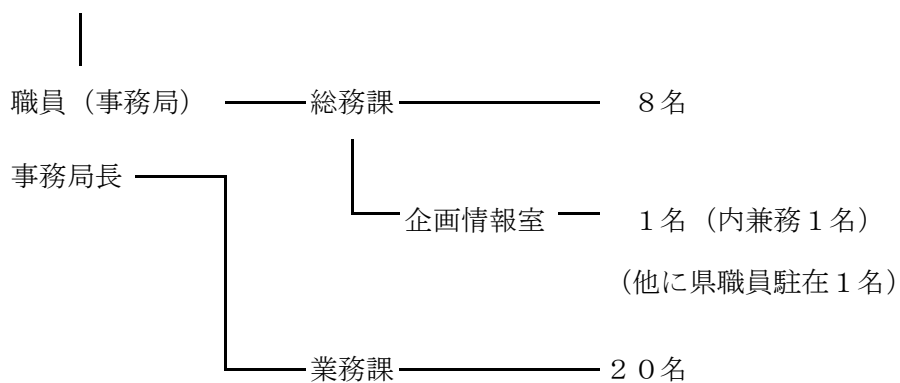 職員（事務局） 総務課 ８名
事務局長
企画情報室 １名（内兼務１名）
（他に県職員駐在１名）
業務課 ２０名